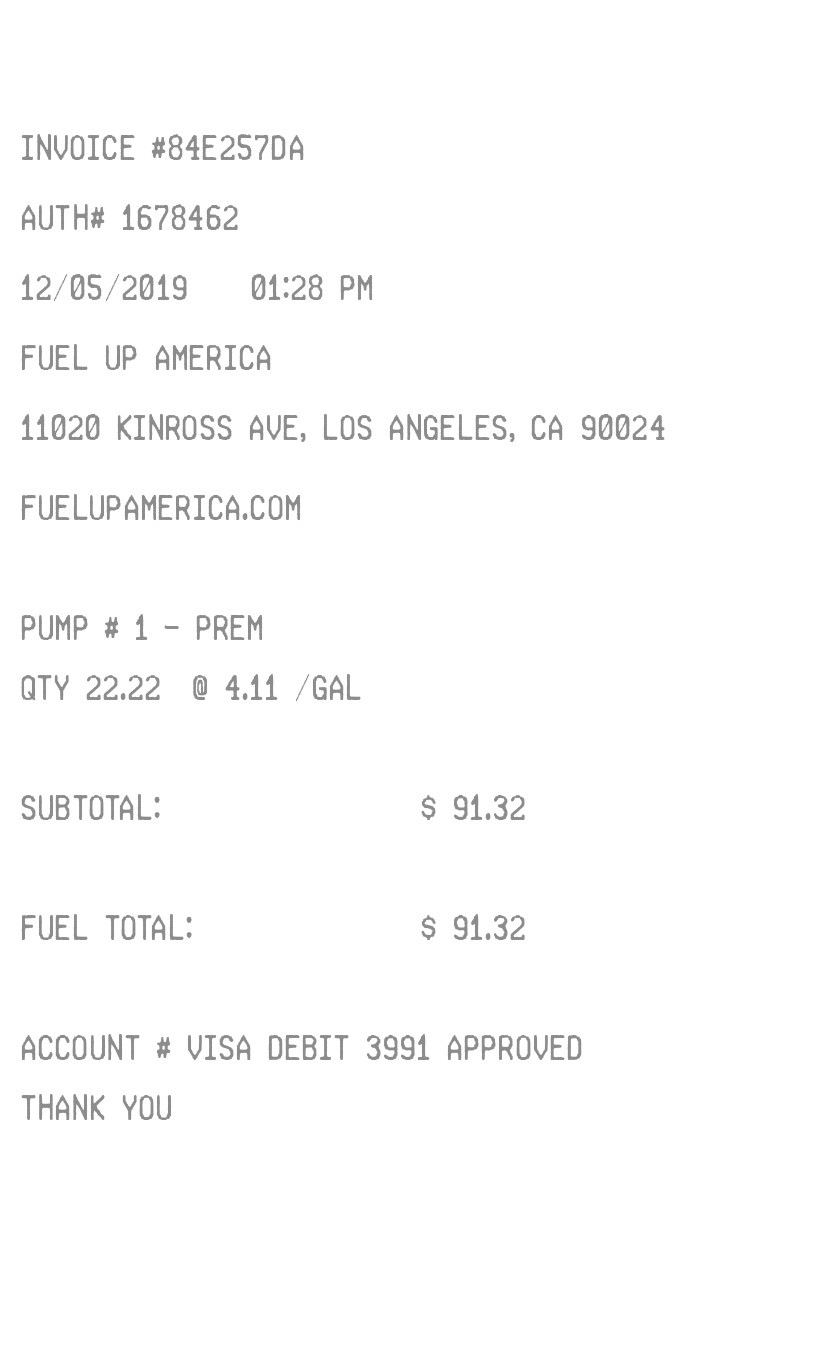 INVOICE #84E257DA
AUTH# 1678462
12/05/2019 01:28 PM
FUEL UP AMERICA
11020 KINROSS AVE, LOS ANGELES, CA 90024
FUELUPAMERICA.COM
PUMP # 1 - PREM
QTY 22.22 @ 4.11 /GAL
SUBTOTAL: $ 91.32
FUEL TOTAL: $ 91.32
ACCOUNT # VISA DEBIT 3991 APPROVED
THANK YOU